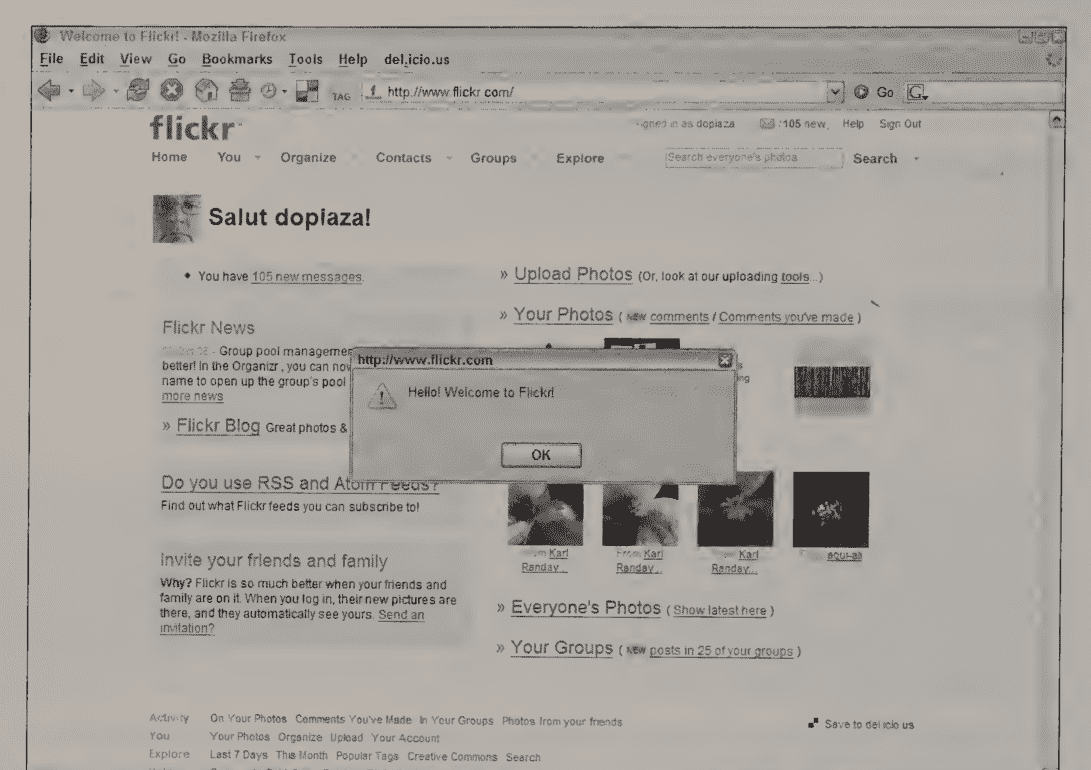 Welcome to Flickr! - Mozilla Firefox
File Edit View Go Bookmarks Tools Help del.icio.us
TAG http://www.flickr.com/ Go G
flickr
signed in as dopiaza 105 new Help Sign Out
Home You Organize Contacts Groups Explore Search everyone's photos Search
Salut dopiaza!
• You have 105 new messages.
» Upload Photos (Or, look at our uploading tools...)
» Your Photos ( NEW comments / Comments you've made )
Flickr News
- Group pool manageme
better! in the Organizr, you can now
name to open up the group's pool
more news
» Flickr Blog Great photos &
http://www.flickr.com
Hello! Welcome to Flickr!
OK
Do you use RSS and Atom Feeds?
Find out what Flickr feeds you can subscribe to!
From Karl
Randay...
From Karl
Randay...
From Karl
Randay...
aqui-ali
Invite your friends and family
Why? Flickr is so much better when your friends and
family are on it. When you log in, their new pictures are
there, and they automatically see yours. Send an
invitation?
» Everyone's Photos ( Show latest here )
» Your Groups ( NEW posts in 25 of your groups )
Activity On Your Photos Comments You've Made In Your Groups Photos from your friends
You Your Photos Organize Upload Your Account
Explore Last 7 Days This Month Popular Tags Creative Commons Search
Save to del.icio.us